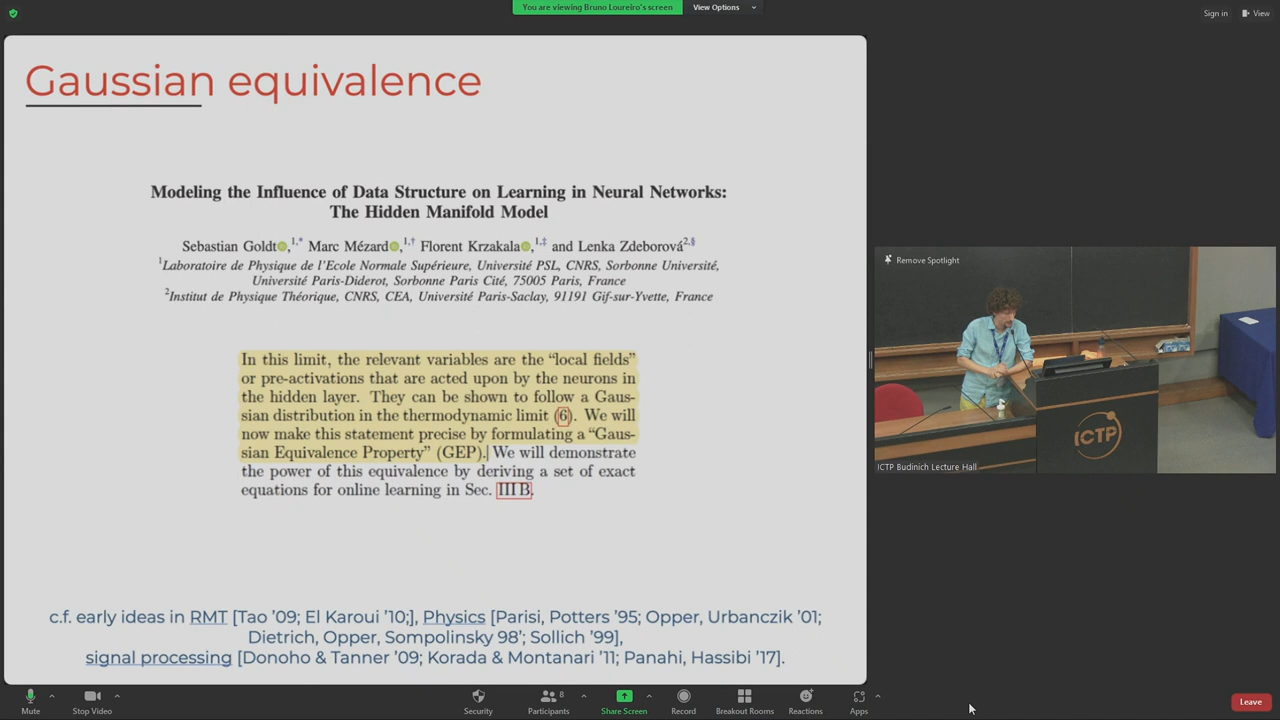 You are viewing Bruno Loureiro's screen
View Options
Sign in
View
Gaussian equivalence
Modeling the Influence of Data Structure on Learning in Neural Networks:
The Hidden Manifold Model
Sebastian Goldt,1,* Marc Mézard,1,† Florent Krzakala,1,‡ and Lenka Zdeborová2,§
1Laboratoire de Physique de l'Ecole Normale Supérieure, Université PSL, CNRS, Sorbonne Université,
Université Paris-Diderot, Sorbonne Paris Cité, 75005 Paris, France
2Institut de Physique Théorique, CNRS, CEA, Université Paris-Saclay, 91191 Gif-sur-Yvette, France
In this limit, the relevant variables are the “local fields”
or pre-activations that are acted upon by the neurons in
the hidden layer. They can be shown to follow a Gaus-
sian distribution in the thermodynamic limit (6). We will
now make this statement precise by formulating a “Gaus-
sian Equivalence Property” (GEP). We will demonstrate
the power of this equivalence by deriving a set of exact
equations for online learning in Sec. III B.
c.f. early ideas in RMT [Tao '09; El Karoui '10;], Physics [Parisi, Potters '95; Opper, Urbanczik '01;
Dietrich, Opper, Sompolinsky 98'; Sollich '99],
signal processing [Donoho & Tanner '09; Korada & Montanari '11; Panahi, Hassibi '17].
Remove Spotlight
ICTP
ICTP Budinich Lecture Hall
Mute
Stop Video
Security
Participants
8
Share Screen
Record
Breakout Rooms
Reactions
Apps
Leave